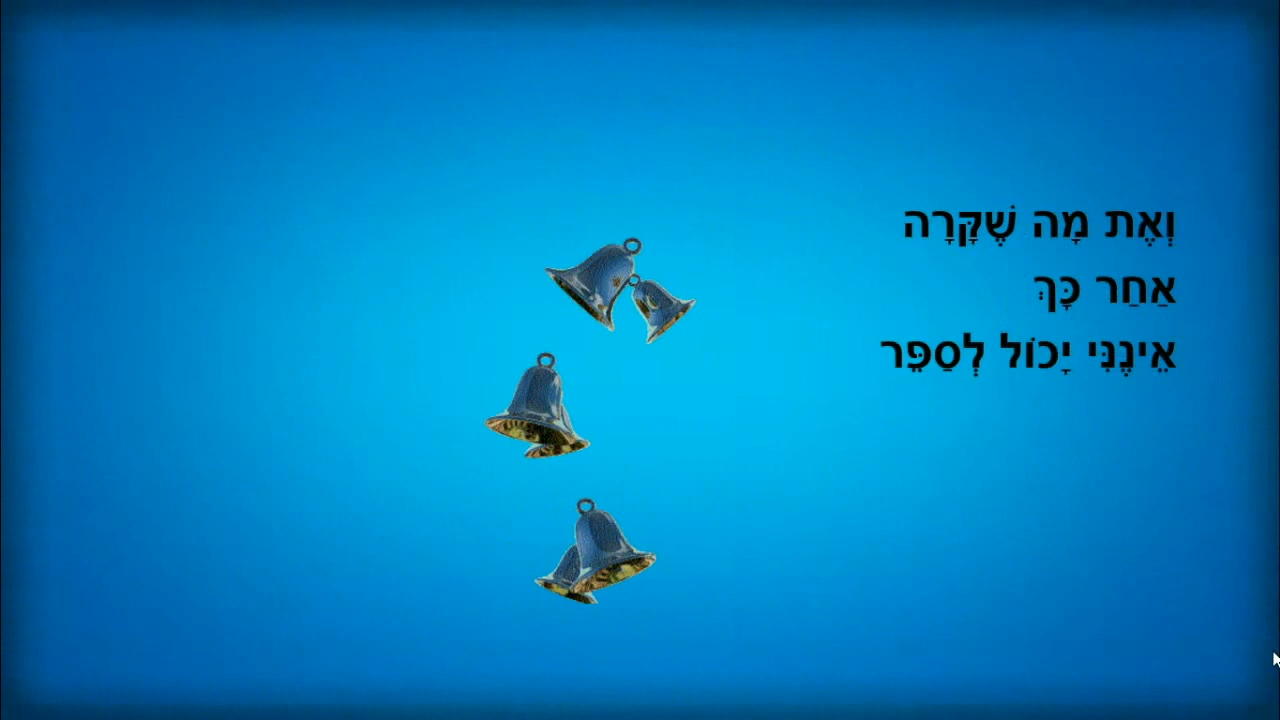 וְאֶת מָה שֶׁקָּרָה
אַחַר כָּךְ
אֵינֶנִּי יָכוֹל לְסַפֵּר